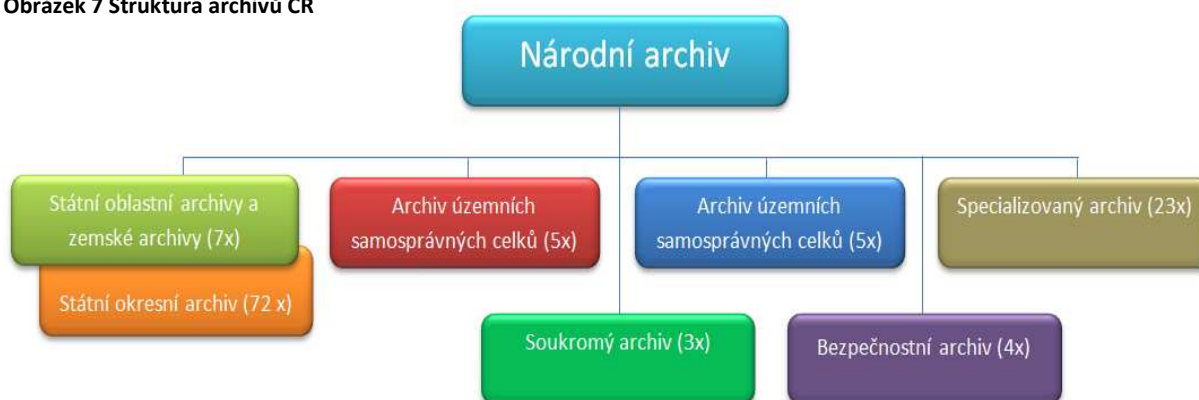 Obrázek 7 Struktura archivů ČR
Národní archiv
Státní oblastní archivy a
zemské archivy (7x)
Státní okresní archiv (72 x)
Archiv územních
samosprávných celků (5x)
Archiv územních
samosprávných celků (5x)
Specializovaný archiv (23x)
Soukromý archiv (3x)
Bezpečnostní archiv (4x)